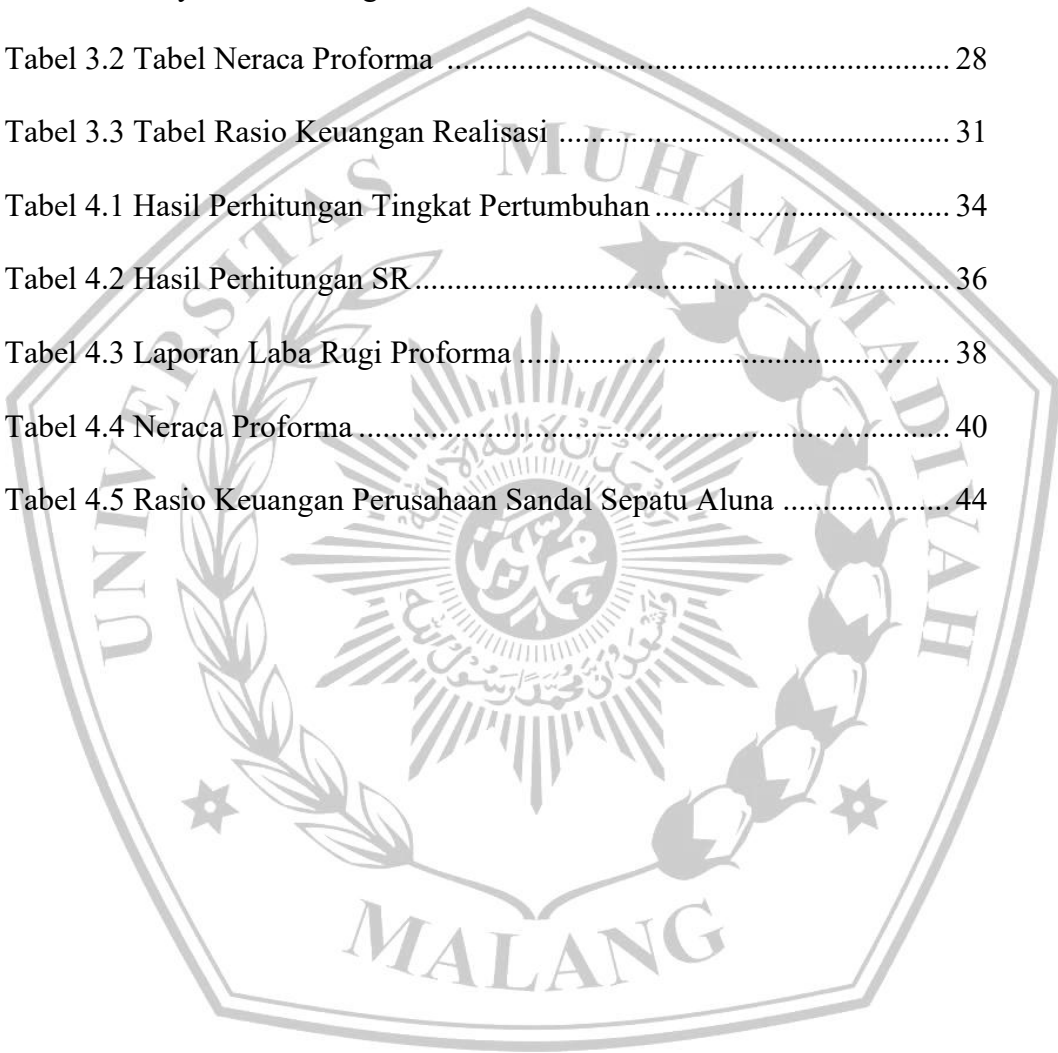 Tabel 3.2 Tabel Neraca Proforma ........................................................... 28
Tabel 3.3 Tabel Rasio Keuangan Realisasi .............................................. 31
Tabel 4.1 Hasil Perhitungan Tingkat Pertumbuhan................................... 34
Tabel 4.2 Hasil Perhitungan SR................................................................ 36
Tabel 4.3 Laporan Laba Rugi Proforma ................................................... 38
Tabel 4.4 Neraca Proforma ....................................................................... 40
Tabel 4.5 Rasio Keuangan Perusahaan Sandal Sepatu Aluna .................... 44
UNIVERSITAS MUHAMMADIYAH
MALANG